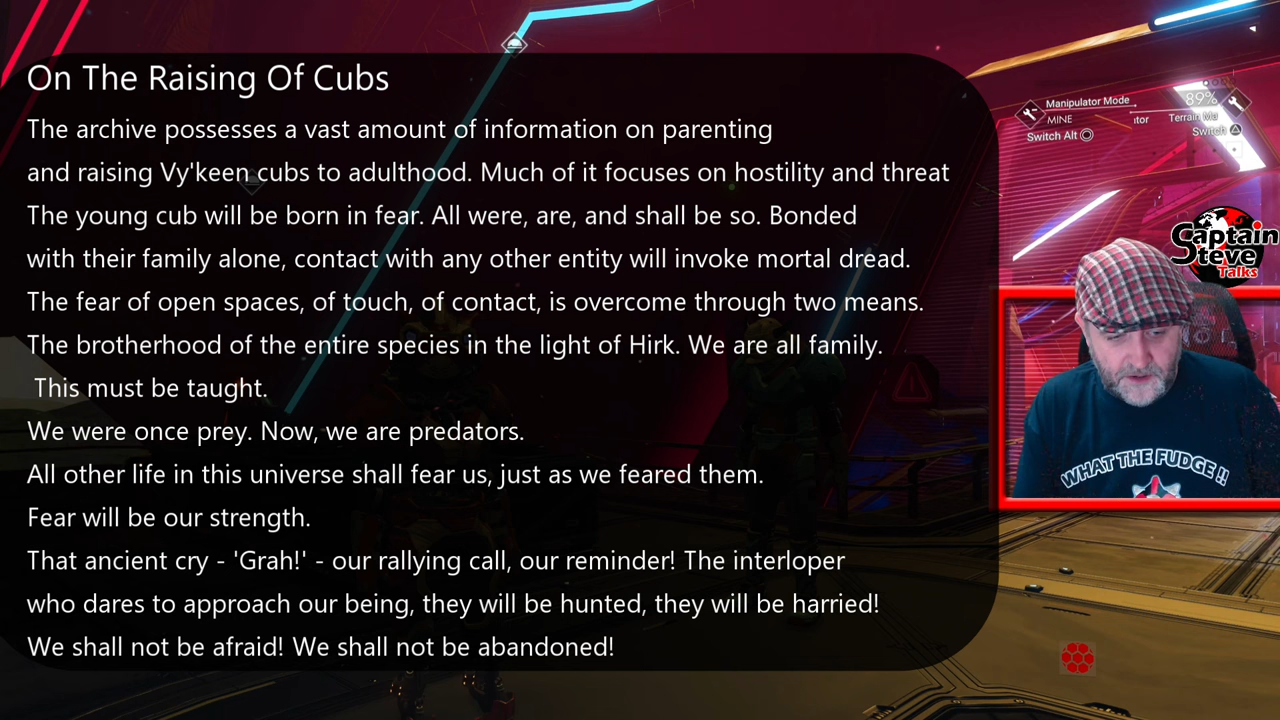 On The Raising Of Cubs
The archive possesses a vast amount of information on parenting
and raising Vy'keen cubs to adulthood. Much of it focuses on hostility and threat
The young cub will be born in fear. All were, are, and shall be so. Bonded
with their family alone, contact with any other entity will invoke mortal dread.
The fear of open spaces, of touch, of contact, is overcome through two means.
The brotherhood of the entire species in the light of Hirk. We are all family.
This must be taught.
We were once prey. Now, we are predators.
All other life in this universe shall fear us, just as we feared them.
Fear will be our strength.
That ancient cry - 'Grah!' - our rallying call, our reminder! The interloper
who dares to approach our being, they will be hunted, they will be harried!
We shall not be afraid! We shall not be abandoned!
Manipulator Mode
MINE
Switch Alt
89%
itor
Terrain Ma
Switch
Captain
Steve
Talks
WHAT THE FUDGE !!